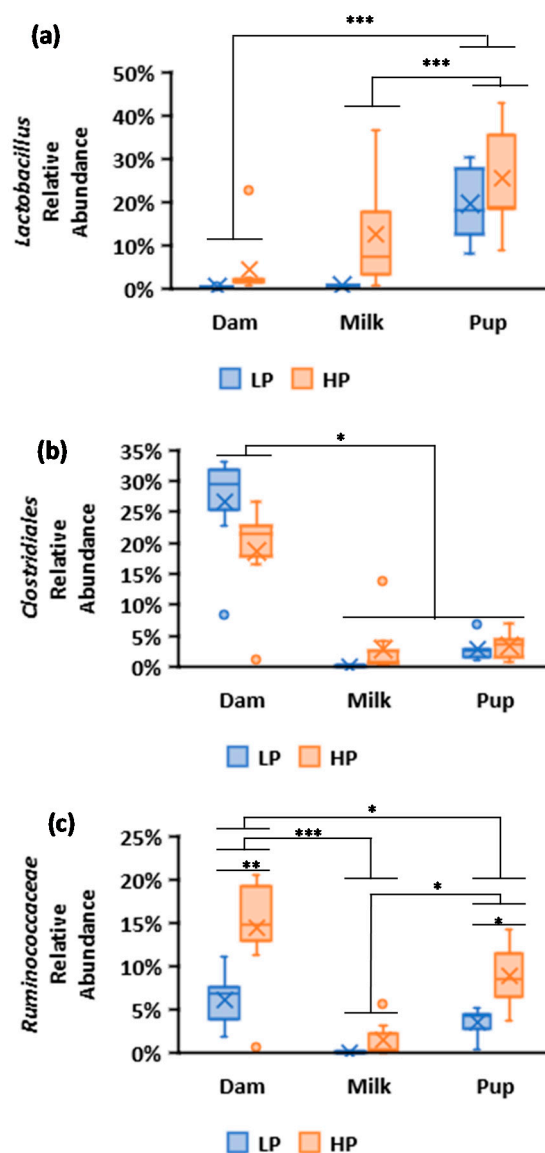 (a)
***
***
50%
40%
30%
20%
10%
0%
Lactobacillus
Relative
Abundance
Dam Milk Pup
LP HP
(b)
*
35%
30%
25%
20%
15%
10%
5%
0%
Clostridiales
Relative
Abundance
Dam Milk Pup
LP HP
(c)
*
***
*
**
*
25%
20%
15%
10%
5%
0%
Ruminococcaceae
Relative
Abundance
Dam Milk Pup
LP HP